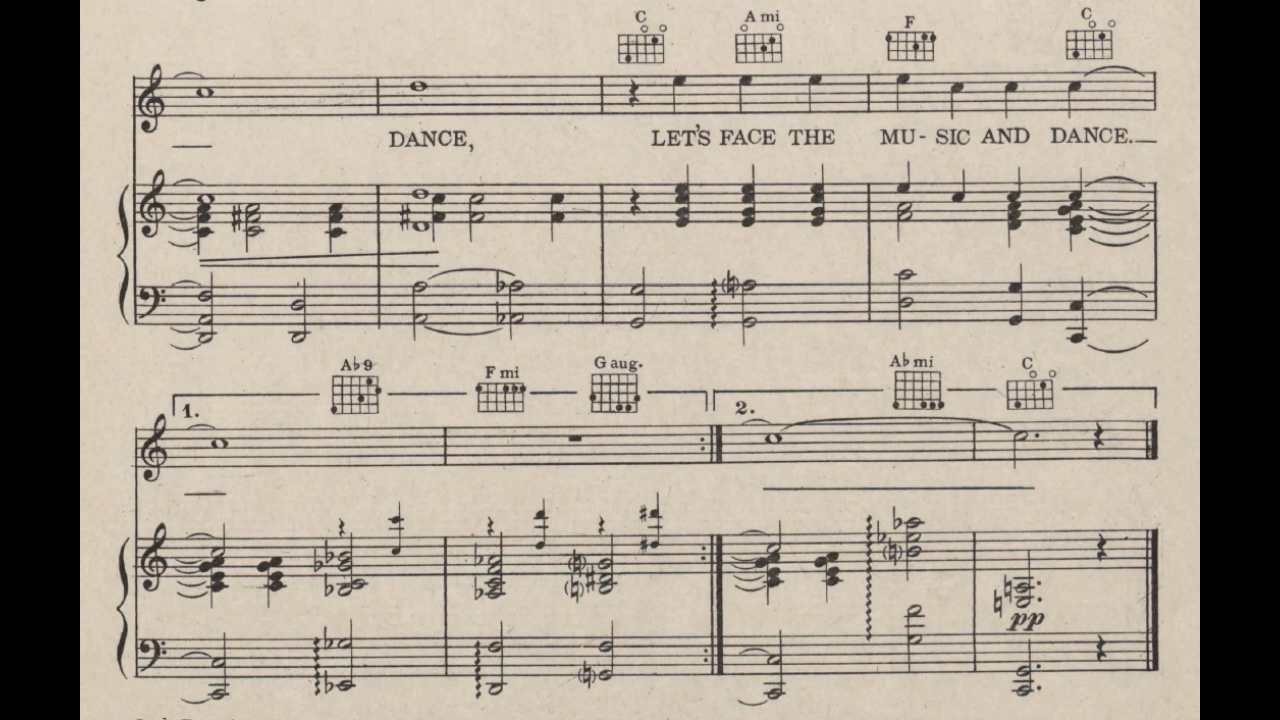 C A mi F C
DANCE, LET'S FACE THE MU- SIC AND DANCE.
A♭9 F mi G aug. A♭ mi C
1. 2.
pp